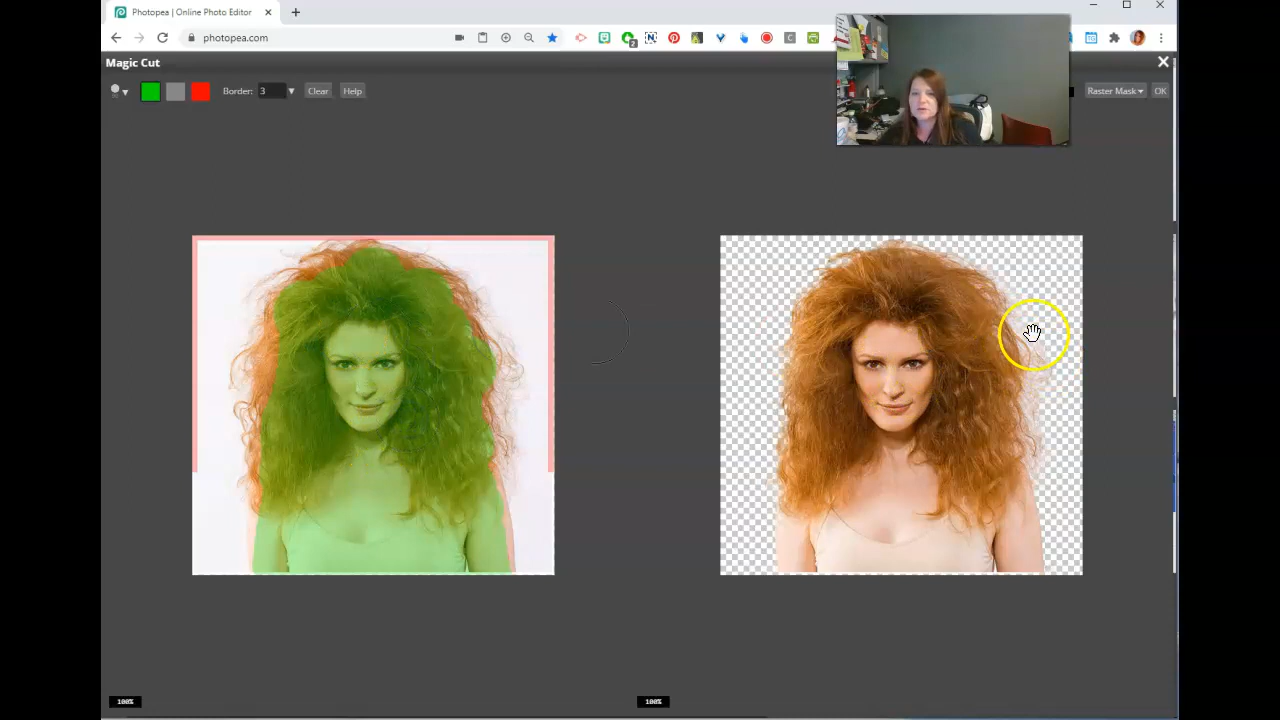 Photopea | Online Photo Editor
photopea.com
Magic Cut
Border: 3
Clear
Help
Raster Mask
OK
100%
100%